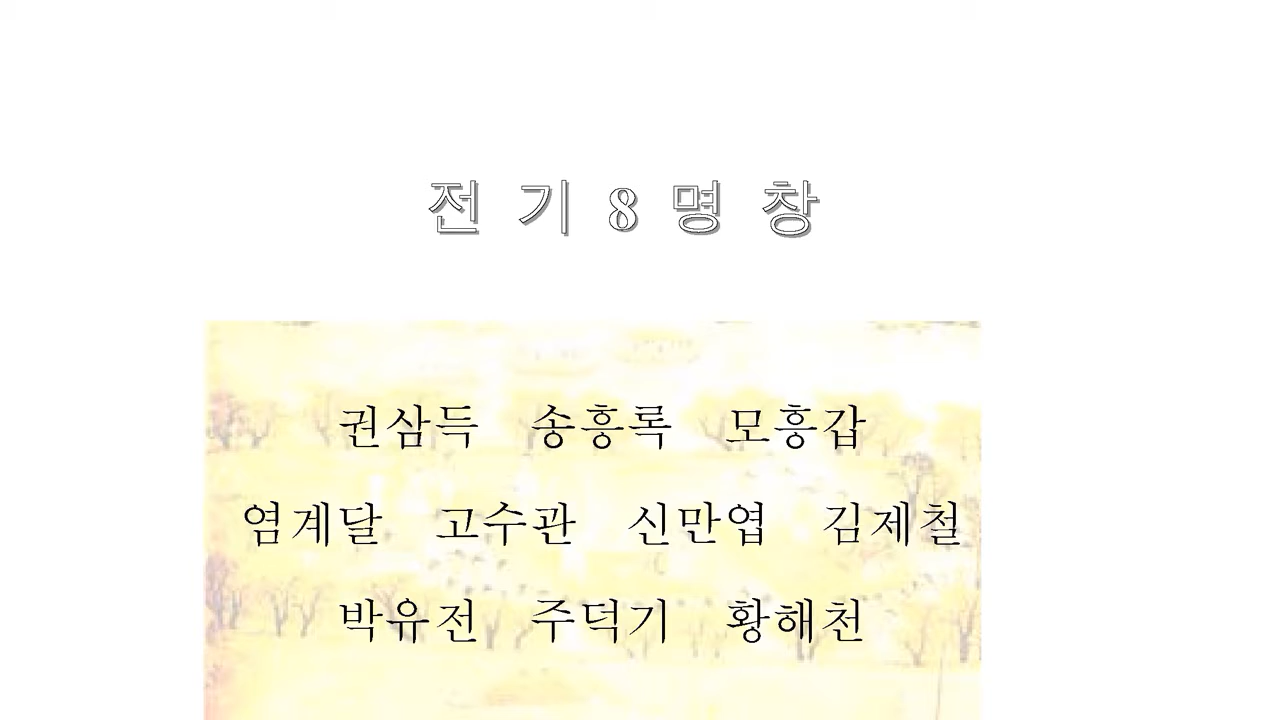 전 기 8 명 창
권삼득 송흥록 모흥갑
염계달 고수관 신만엽 김제철
박유전 주덕기 황해천